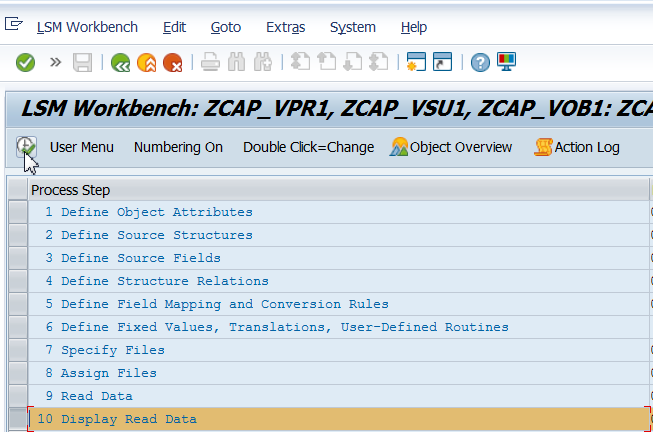 LSM Workbench Edit Goto Extras System Help
LSM Workbench: ZCAP_VPR1, ZCAP_VSU1, ZCAP_VOB1: ZCA
User Menu Numbering On Double Click=Change Object Overview Action Log
Process Step
1 Define Object Attributes
2 Define Source Structures
3 Define Source Fields
4 Define Structure Relations
5 Define Field Mapping and Conversion Rules
6 Define Fixed Values, Translations, User-Defined Routines
7 Specify Files
8 Assign Files
9 Read Data
10 Display Read Data